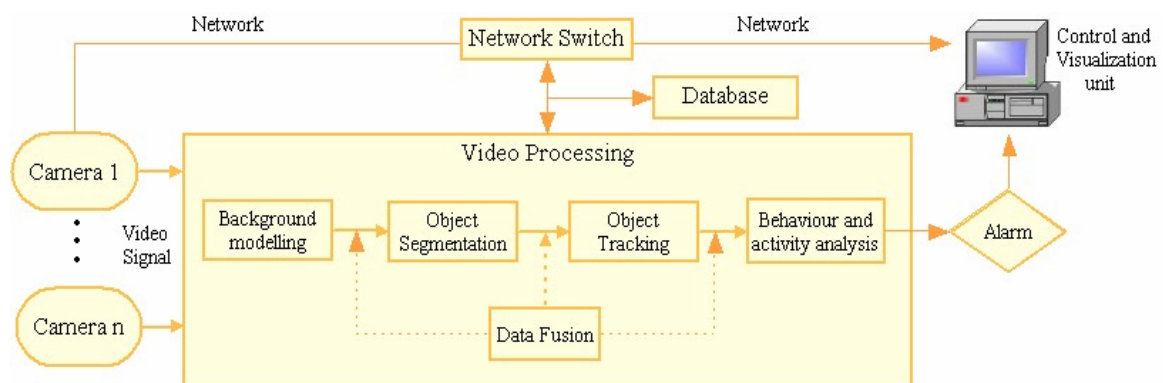 Network
Network Switch
Network
Control and
Visualization
unit
Database
Camera 1
Video Processing
Background
modelling
Object
Segmentation
Object
Tracking
Behaviour and
activity analysis
Alarm
Video
Signal
Camera n
Data Fusion